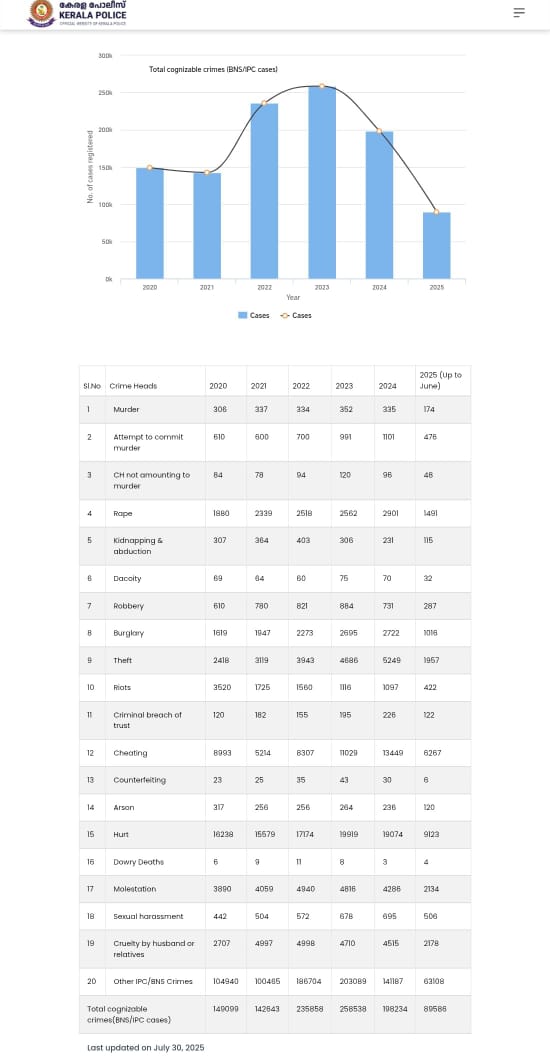 കേരള പോലീസ്
KERALA POLICE
OFFICIAL WEBSITE OF KERALA POLICE
Total cognizable crimes (BNS/IPC cases)
300k
250k
200k
150k
100k
50k
0k
No. of cases registered
2020 2021 2022 2023 2024 2025
Year
Cases Cases
Sl.No Crime Heads 2020 2021 2022 2023 2024 2025 (Up to June)
1 Murder 306 337 334 352 335 174
2 Attempt to commit murder 610 600 700 991 1101 476
3 CH not amounting to murder 84 78 94 120 96 48
4 Rape 1880 2339 2518 2562 2901 1491
5 Kidnapping & abduction 307 364 403 306 231 115
6 Dacoity 69 64 60 75 70 32
7 Robbery 610 780 821 884 731 287
8 Burglary 1619 1947 2273 2695 2722 1016
9 Theft 2418 3119 3943 4686 5249 1957
10 Riots 3520 1725 1560 1116 1097 422
11 Criminal breach of trust 120 182 155 195 226 122
12 Cheating 8993 5214 8307 11029 13449 6267
13 Counterfeiting 23 25 35 43 30 6
14 Arson 317 256 256 264 236 120
15 Hurt 16238 15579 17174 19919 19074 9123
16 Dowry Deaths 6 9 11 8 3 4
17 Molestation 3890 4059 4940 4816 4286 2134
18 Sexual harassment 442 504 572 678 695 506
19 Cruelty by husband or relatives 2707 4997 4998 4710 4515 2178
20 Other IPC/BNS Crimes 104940 100465 186704 203089 141187 63108
Total cognizable crimes(BNS/IPC cases) 149099 142643 235858 258538 198234 89586
Last updated on July 30, 2025